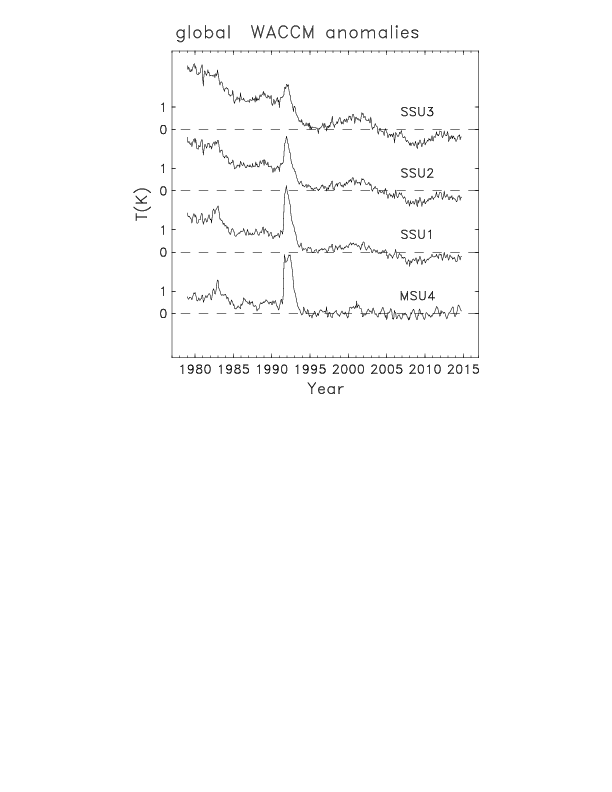 global WACCM anomalies
SSU3
1
0
SSU2
1
0
T(K)
SSU1
1
0
MSU4
1
0
1980 1985 1990 1995 2000 2005 2010 2015
Year